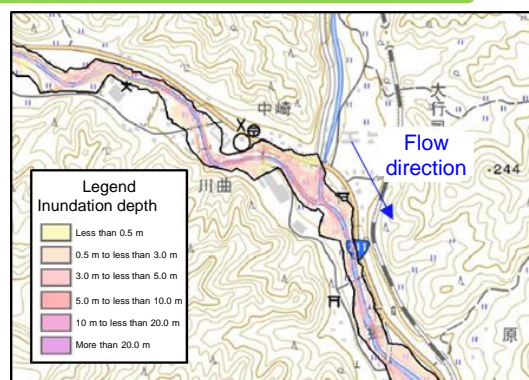 中崎
大行司
Flow
direction
・244
川曲
Legend
Inundation depth
Less than 0.5 m
0.5 m to less than 3.0 m
3.0 m to less than 5.0 m
5.0 m to less than 10.0 m
10 m to less than 20.0 m
More than 20.0 m
原